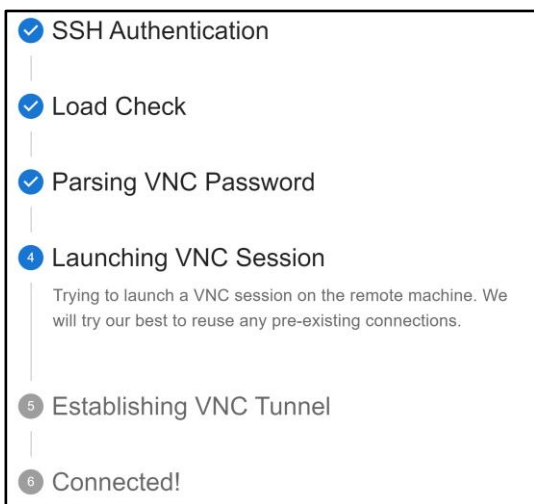 SSH Authentication
Load Check
Parsing VNC Password
4 Launching VNC Session
Trying to launch a VNC session on the remote machine. We
will try our best to reuse any pre-existing connections.
5 Establishing VNC Tunnel
6 Connected!